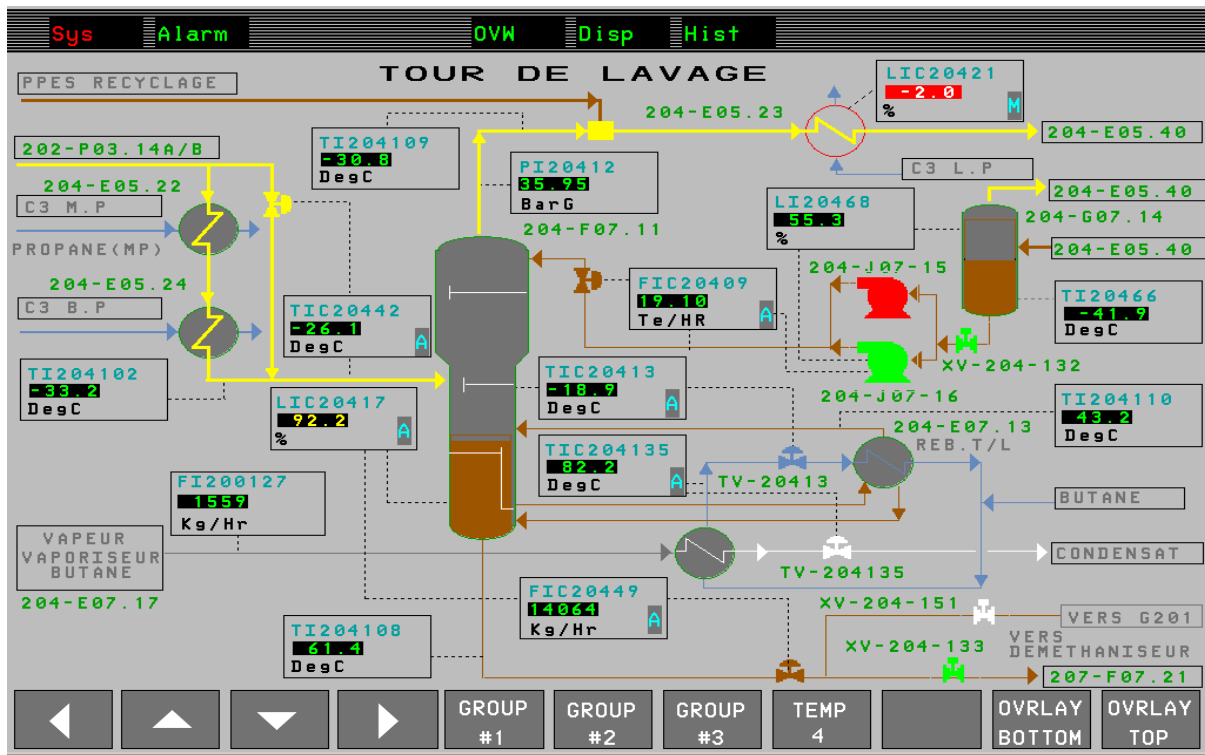 Sys Alarm OVW Disp Hist
TOUR DE LAVAGE
PPES RECYCLAGE
LIC20421
-2.0
%
M
204-E05.23
204-E05.40
TI204109
-30.8
DegC
202-P03.14A/B
PI20412
35.95
BarG
C3 L.P
204-E05.22
C3 M.P
PROPANE(MP)
LI20468
55.3
%
204-E05.40
204-G07.14
204-E05.40
204-F07.11
204-J07-15
204-E05.24
C3 B.P
TIC20442
-26.1
DegC
A
FIC20409
19.10
Te/HR
A
TI20466
-41.9
DegC
XV-204-132
TI204102
-33.2
DegC
TIC20413
-18.9
DegC
A
204-J07-16
LIC20417
92.2
%
A
TI204110
43.2
DegC
204-E07.13
REB.T/L
TIC204135
82.2
DegC
A
TV-20413
FI200127
1559
Kg/Hr
BUTANE
VAPEUR
VAPORISEUR
BUTANE
204-E07.17
CONDENSAT
TV-204135
FIC20449
14064
Kg/Hr
A
XV-204-151
VERS G201
TI204108
61.4
DegC
XV-204-133
VERS
DEMETHANISEUR
207-F07.21
GROUP
#1
GROUP
#2
GROUP
#3
TEMP
4
OVRLAY
BOTTOM
OVRLAY
TOP